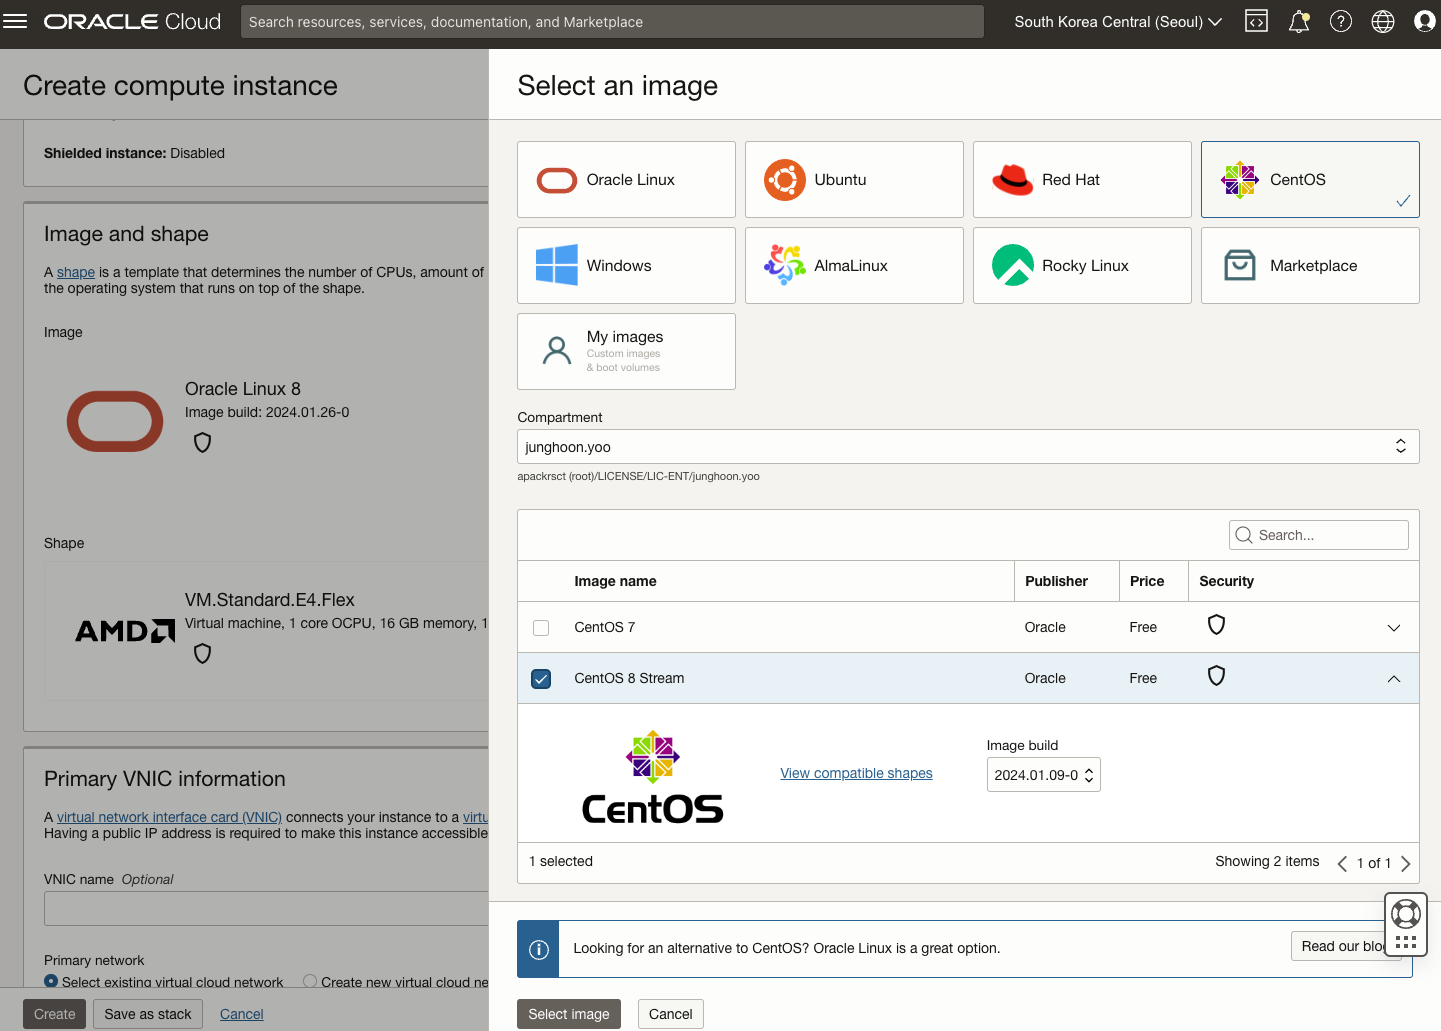 ORACLE Cloud
Search resources, services, documentation, and Marketplace
South Korea Central (Seoul)
Create compute instance
Shielded instance: Disabled
Image and shape
A shape is a template that determines the number of CPUs, amount of
the operating system that runs on top of the shape.
Image
Oracle Linux 8
Image build: 2024.01.26-0
Shape
AMD
VM.Standard.E4.Flex
Virtual machine, 1 core OCPU, 16 GB memory, 1
Primary VNIC information
A virtual network interface card (VNIC) connects your instance to a virtu
Having a public IP address is required to make this instance accessible
VNIC name Optional
Primary network
Select existing virtual cloud network
Create new virtual cloud ne
Create
Save as stack
Cancel
Select an image
Oracle Linux
Ubuntu
Red Hat
CentOS
Windows
AlmaLinux
Rocky Linux
Marketplace
My images
Custom images
& boot volumes
Compartment
junghoon.yoo
apackrsct (root)/LICENSE/LIC-ENT/junghoon.yoo
Search...
Image name Publisher Price Security
CentOS 7 Oracle Free
CentOS 8 Stream Oracle Free
CentOS
View compatible shapes
Image build
2024.01.09-0
1 selected
Showing 2 items
1 of 1
Looking for an alternative to CentOS? Oracle Linux is a great option.
Read our blo
Select image
Cancel